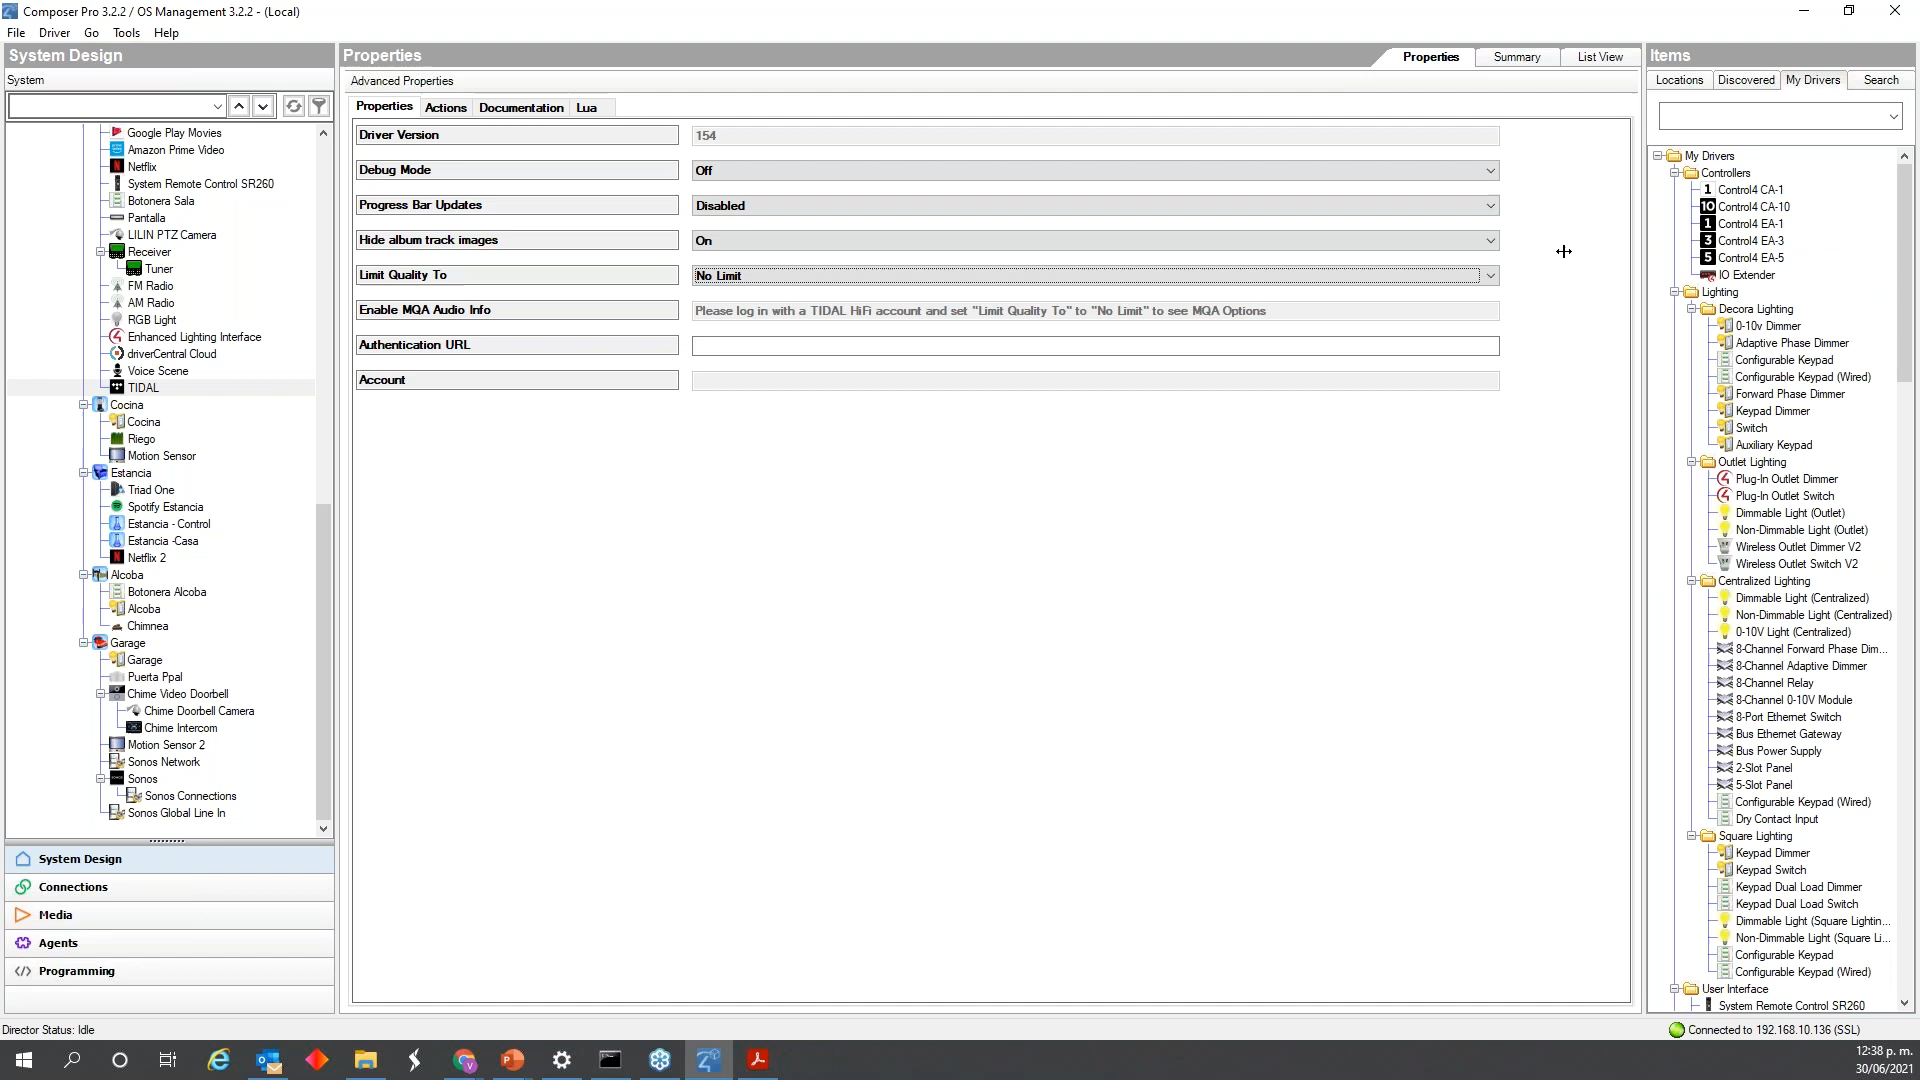 Composer Pro 3.2.2 / OS Management 3.2.2 - (Local)
File Driver Go Tools Help
System Design
System
Google Play Movies
Amazon Prime Video
Netflix
System Remote Control SR260
Botonera Sala
Pantalla
LILIN PTZ Camera
Receiver
Tuner
FM Radio
AM Radio
RGB Light
Enhanced Lighting Interface
driverCentral Cloud
Voice Scene
TIDAL
Cocina
Cocina
Riego
Motion Sensor
Estancia
Triad One
Spotify Estancia
Estancia - Control
Estancia -Casa
Netflix 2
Alcoba
Botonera Alcoba
Alcoba
Chimnea
Garage
Garage
Puerta Ppal
Chime Video Doorbell
Chime Doorbell Camera
Chime Intercom
Motion Sensor 2
Sonos Network
Sonos
Sonos Connections
Sonos Global Line In
System Design
Connections
Media
Agents
Programming
Properties
Properties Summary List View
Advanced Properties
Properties Actions Documentation Lua
Driver Version 154
Debug Mode Off
Progress Bar Updates Disabled
Hide album track images On
Limit Quality To No Limit
Enable MQA Audio Info Please log in with a TIDAL HiFi account and set "Limit Quality To" to "No Limit" to see MQA Options
Authentication URL
Account
Items
Locations Discovered My Drivers Search
My Drivers
Controllers
1 Control4 CA-1
10 Control4 CA-10
1 Control4 EA-1
3 Control4 EA-3
5 Control4 EA-5
IO Extender
Lighting
Decora Lighting
0-10v Dimmer
Adaptive Phase Dimmer
Configurable Keypad
Configurable Keypad (Wired)
Forward Phase Dimmer
Keypad Dimmer
Switch
Auxiliary Keypad
Outlet Lighting
Plug-In Outlet Dimmer
Plug-In Outlet Switch
Dimmable Light (Outlet)
Non-Dimmable Light (Outlet)
Wireless Outlet Dimmer V2
Wireless Outlet Switch V2
Centralized Lighting
Dimmable Light (Centralized)
Non-Dimmable Light (Centralized)
0-10V Light (Centralized)
8-Channel Forward Phase Dim...
8-Channel Adaptive Dimmer
8-Channel Relay
8-Channel 0-10V Module
8-Port Ethernet Switch
Bus Ethernet Gateway
Bus Power Supply
2-Slot Panel
5-Slot Panel
Configurable Keypad (Wired)
Dry Contact Input
Square Lighting
Keypad Dimmer
Keypad Switch
Keypad Dual Load Dimmer
Keypad Dual Load Switch
Dimmable Light (Square Lightin...
Non-Dimmable Light (Square Li...
Configurable Keypad
Configurable Keypad (Wired)
User Interface
System Remote Control SR260
Director Status: Idle
Connected to 192.168.10.136 (SSL)
12:38 p. m.
30/06/2021